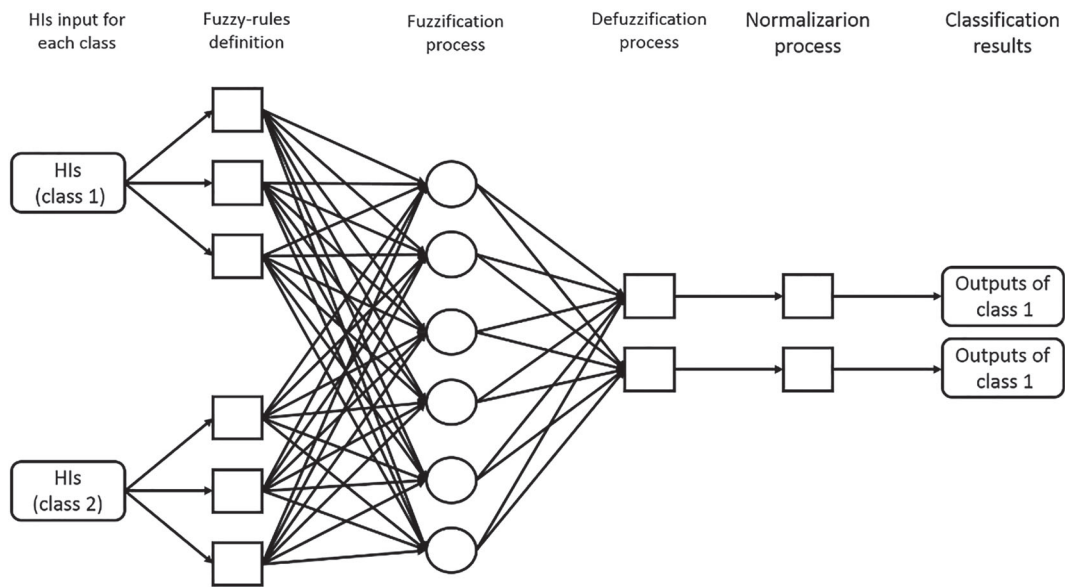 HIs input for
each class
Fuzzy-rules
definition
Fuzzification
process
Defuzzification
process
Normalizarion
process
Classification
results
HIs
(class 1)
Outputs of
class 1
Outputs of
class 1
HIs
(class 2)